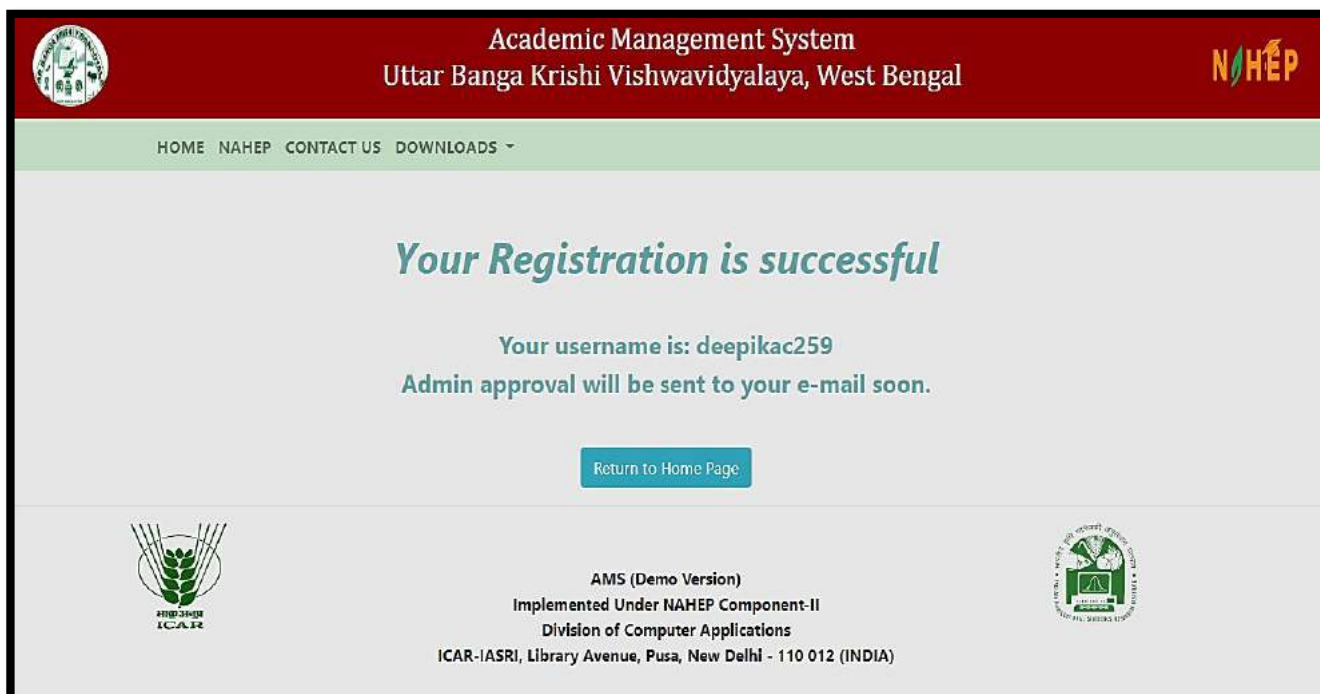 Academic Management System
Uttar Banga Krishi Vishwavidyalaya, West Bengal
NAHEP
HOME NAHEP CONTACT US DOWNLOADS
Your Registration is successful
Your username is: deepikac259
Admin approval will be sent to your e-mail soon.
Return to Home Page
ICAR
AMS (Demo Version)
Implemented Under NAHEP Component-II
Division of Computer Applications
ICAR-IASRI, Library Avenue, Pusa, New Delhi - 110 012 (INDIA)